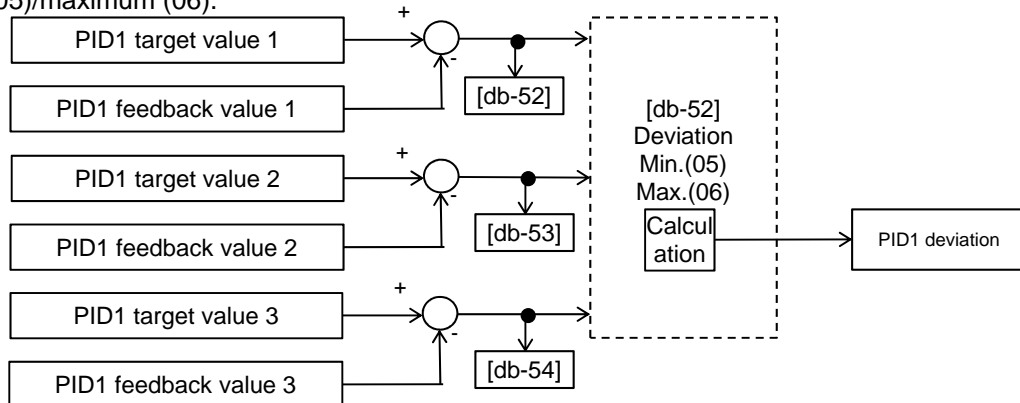 05)/maximum (06).
PID1 target value 1
+
-
[db-52]
PID1 feedback value 1
PID1 target value 2
+
-
[db-53]
PID1 feedback value 2
PID1 target value 3
+
-
[db-54]
PID1 feedback value 3
[db-52]
Deviation
Min.(05)
Max.(06)
Calcul
ation
PID1 deviation